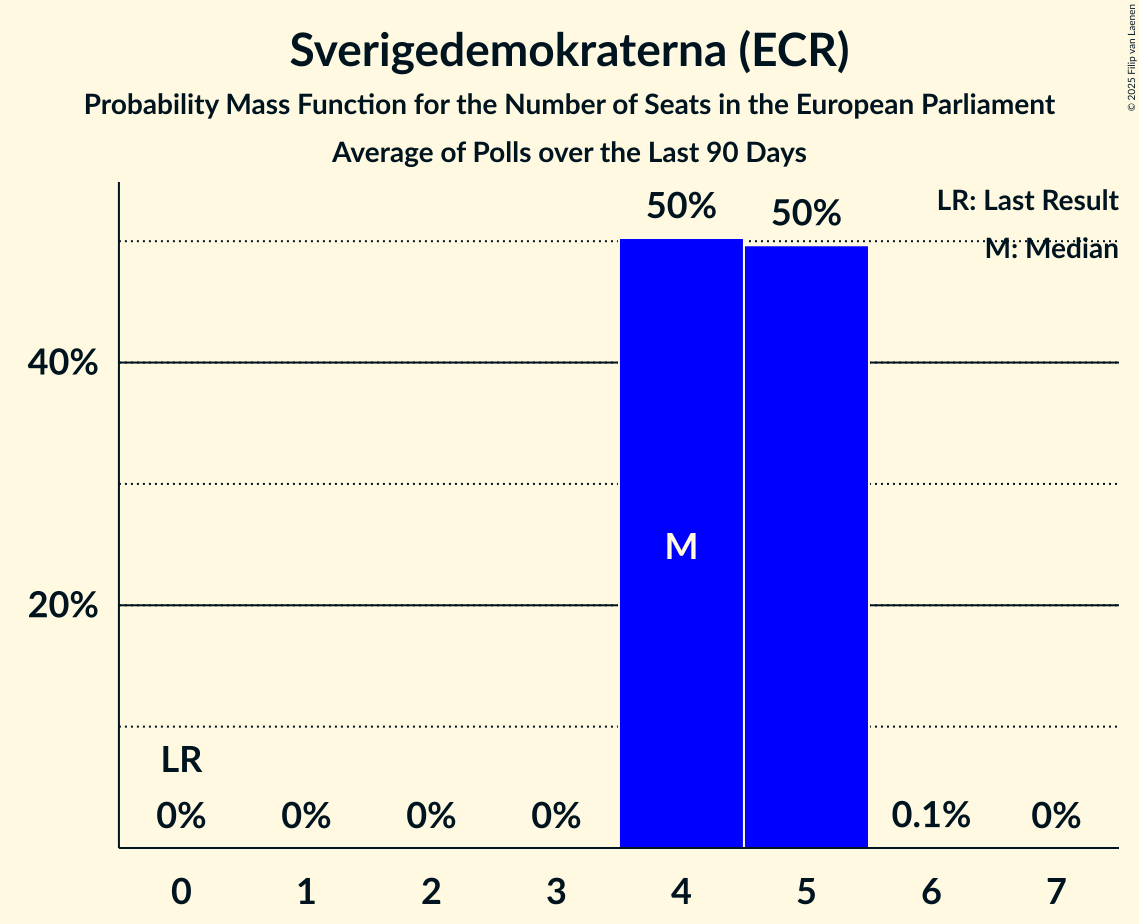 Sverigedemokraterna (ECR)
Probability Mass Function for the Number of Seats in the European Parliament
Average of Polls over the Last 90 Days
© 2025 Filip van Laenen
LR: Last Result
M: Median
50%
50%
40%
20%
M
LR
0%
0%
0%
0%
0.1%
0%
0
1
2
3
4
5
6
7